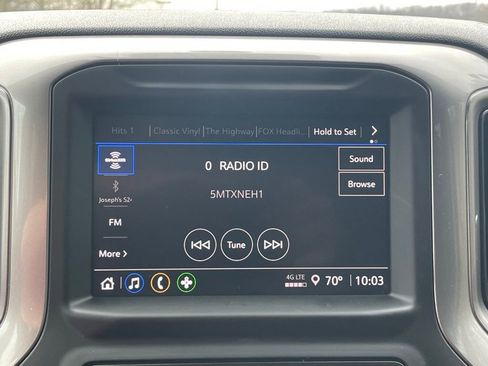 Hits 1 Classic Vinyl The Highway FOX Headli... Hold to Set
SiriusXM
0 RADIO ID
Sound
5MTXNEH1
Browse
Joseph's S2
FM
Tune
More
4G LTE
70° 10:03